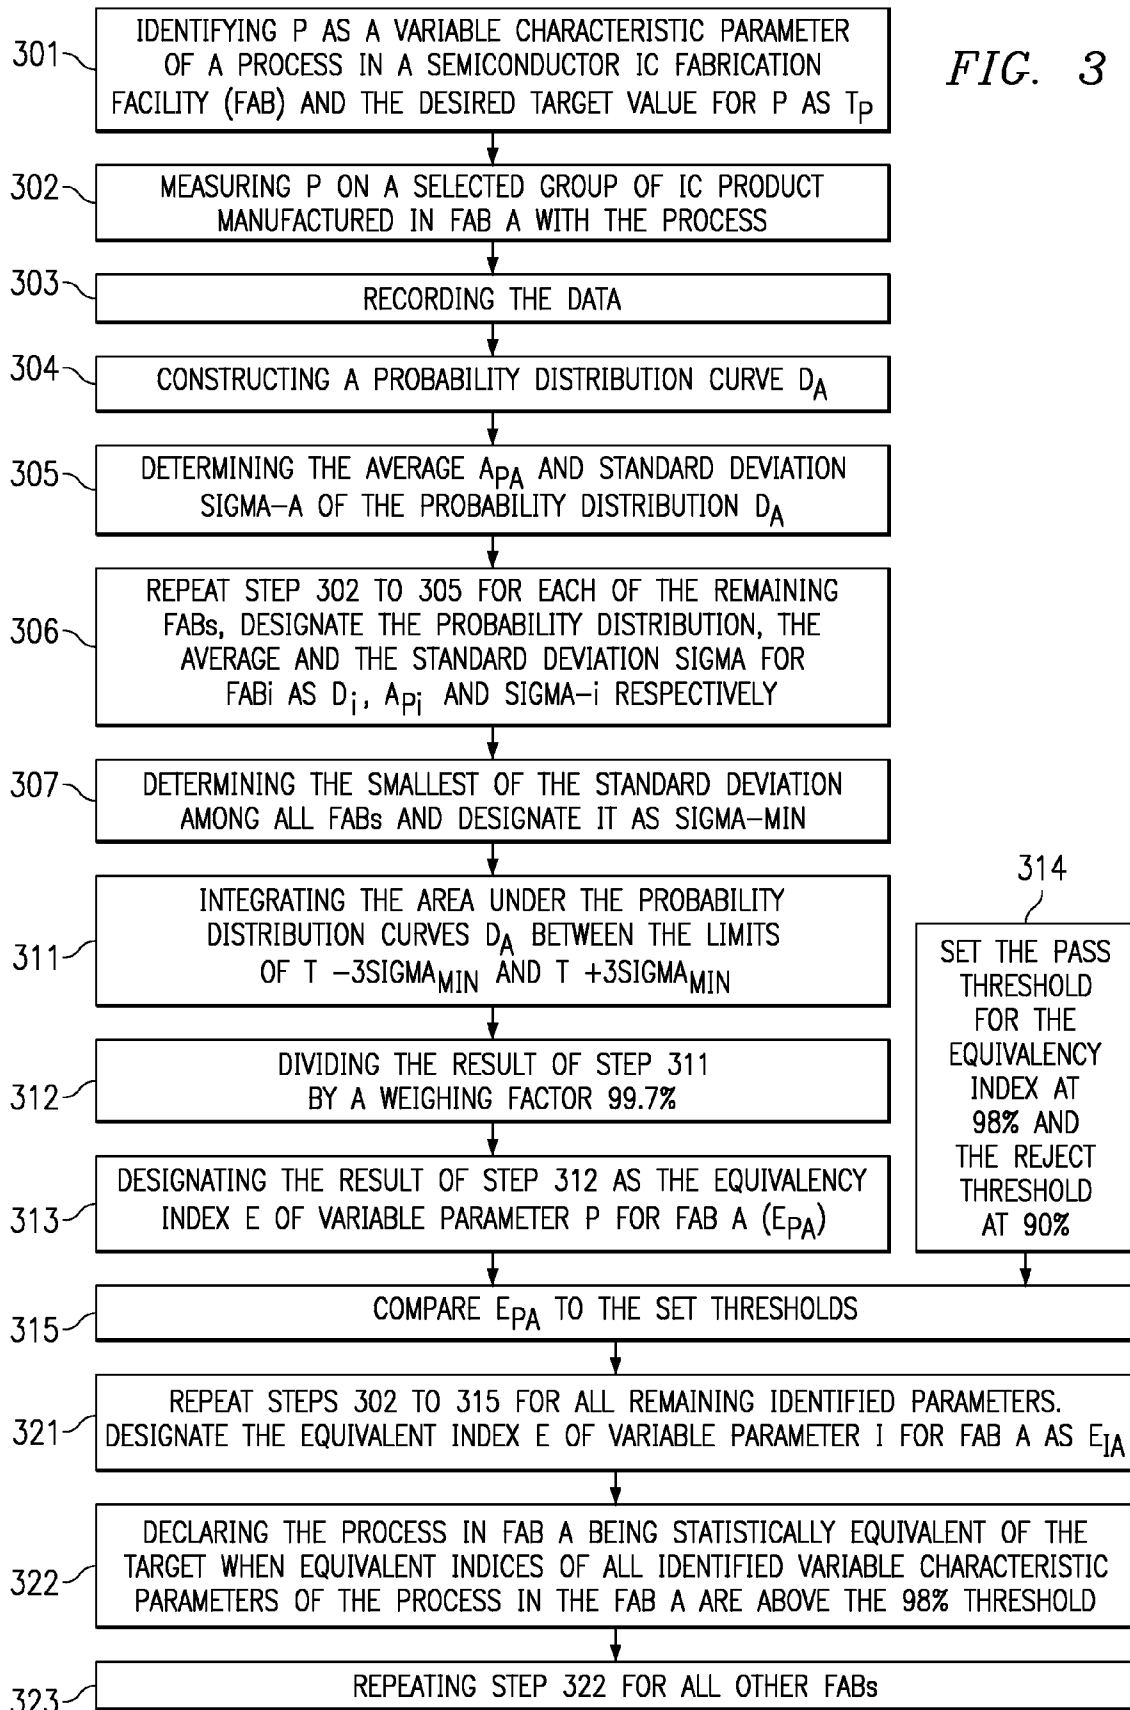 FIG. 3
301
IDENTIFYING P AS A VARIABLE CHARACTERISTIC PARAMETER
OF A PROCESS IN A SEMICONDUCTOR IC FABRICATION
FACILITY (FAB) AND THE DESIRED TARGET VALUE FOR P AS TP
302
MEASURING P ON A SELECTED GROUP OF IC PRODUCT
MANUFACTURED IN FAB A WITH THE PROCESS
303
RECORDING THE DATA
304
CONSTRUCTING A PROBABILITY DISTRIBUTION CURVE DA
305
DETERMINING THE AVERAGE APA AND STANDARD DEVIATION
SIGMA-A OF THE PROBABILITY DISTRIBUTION DA
306
REPEAT STEP 302 TO 305 FOR EACH OF THE REMAINING
FABs, DESIGNATE THE PROBABILITY DISTRIBUTION, THE
AVERAGE AND THE STANDARD DEVIATION SIGMA FOR
FABi AS Di, APi AND SIGMA-i RESPECTIVELY
307
DETERMINING THE SMALLEST OF THE STANDARD DEVIATION
AMONG ALL FABs AND DESIGNATE IT AS SIGMA-MIN
311
INTEGRATING THE AREA UNDER THE PROBABILITY
DISTRIBUTION CURVES DA BETWEEN THE LIMITS
OF T -3SIGMAMIN AND T +3SIGMAMIN
312
DIVIDING THE RESULT OF STEP 311
BY A WEIGHING FACTOR 99.7%
313
DESIGNATING THE RESULT OF STEP 312 AS THE EQUIVALENCY
INDEX E OF VARIABLE PARAMETER P FOR FAB A (EPA)
314
SET THE PASS
THRESHOLD
FOR THE
EQUIVALENCY
INDEX AT
98% AND
THE REJECT
THRESHOLD
AT 90%
315
COMPARE EPA TO THE SET THRESHOLDS
321
REPEAT STEPS 302 TO 315 FOR ALL REMAINING IDENTIFIED PARAMETERS.
DESIGNATE THE EQUIVALENT INDEX E OF VARIABLE PARAMETER I FOR FAB A AS EIA
322
DECLARING THE PROCESS IN FAB A BEING STATISTICALLY EQUIVALENT OF THE
TARGET WHEN EQUIVALENT INDICES OF ALL IDENTIFIED VARIABLE CHARACTERISTIC
PARAMETERS OF THE PROCESS IN THE FAB A ARE ABOVE THE 98% THRESHOLD
323
REPEATING STEP 322 FOR ALL OTHER FABs